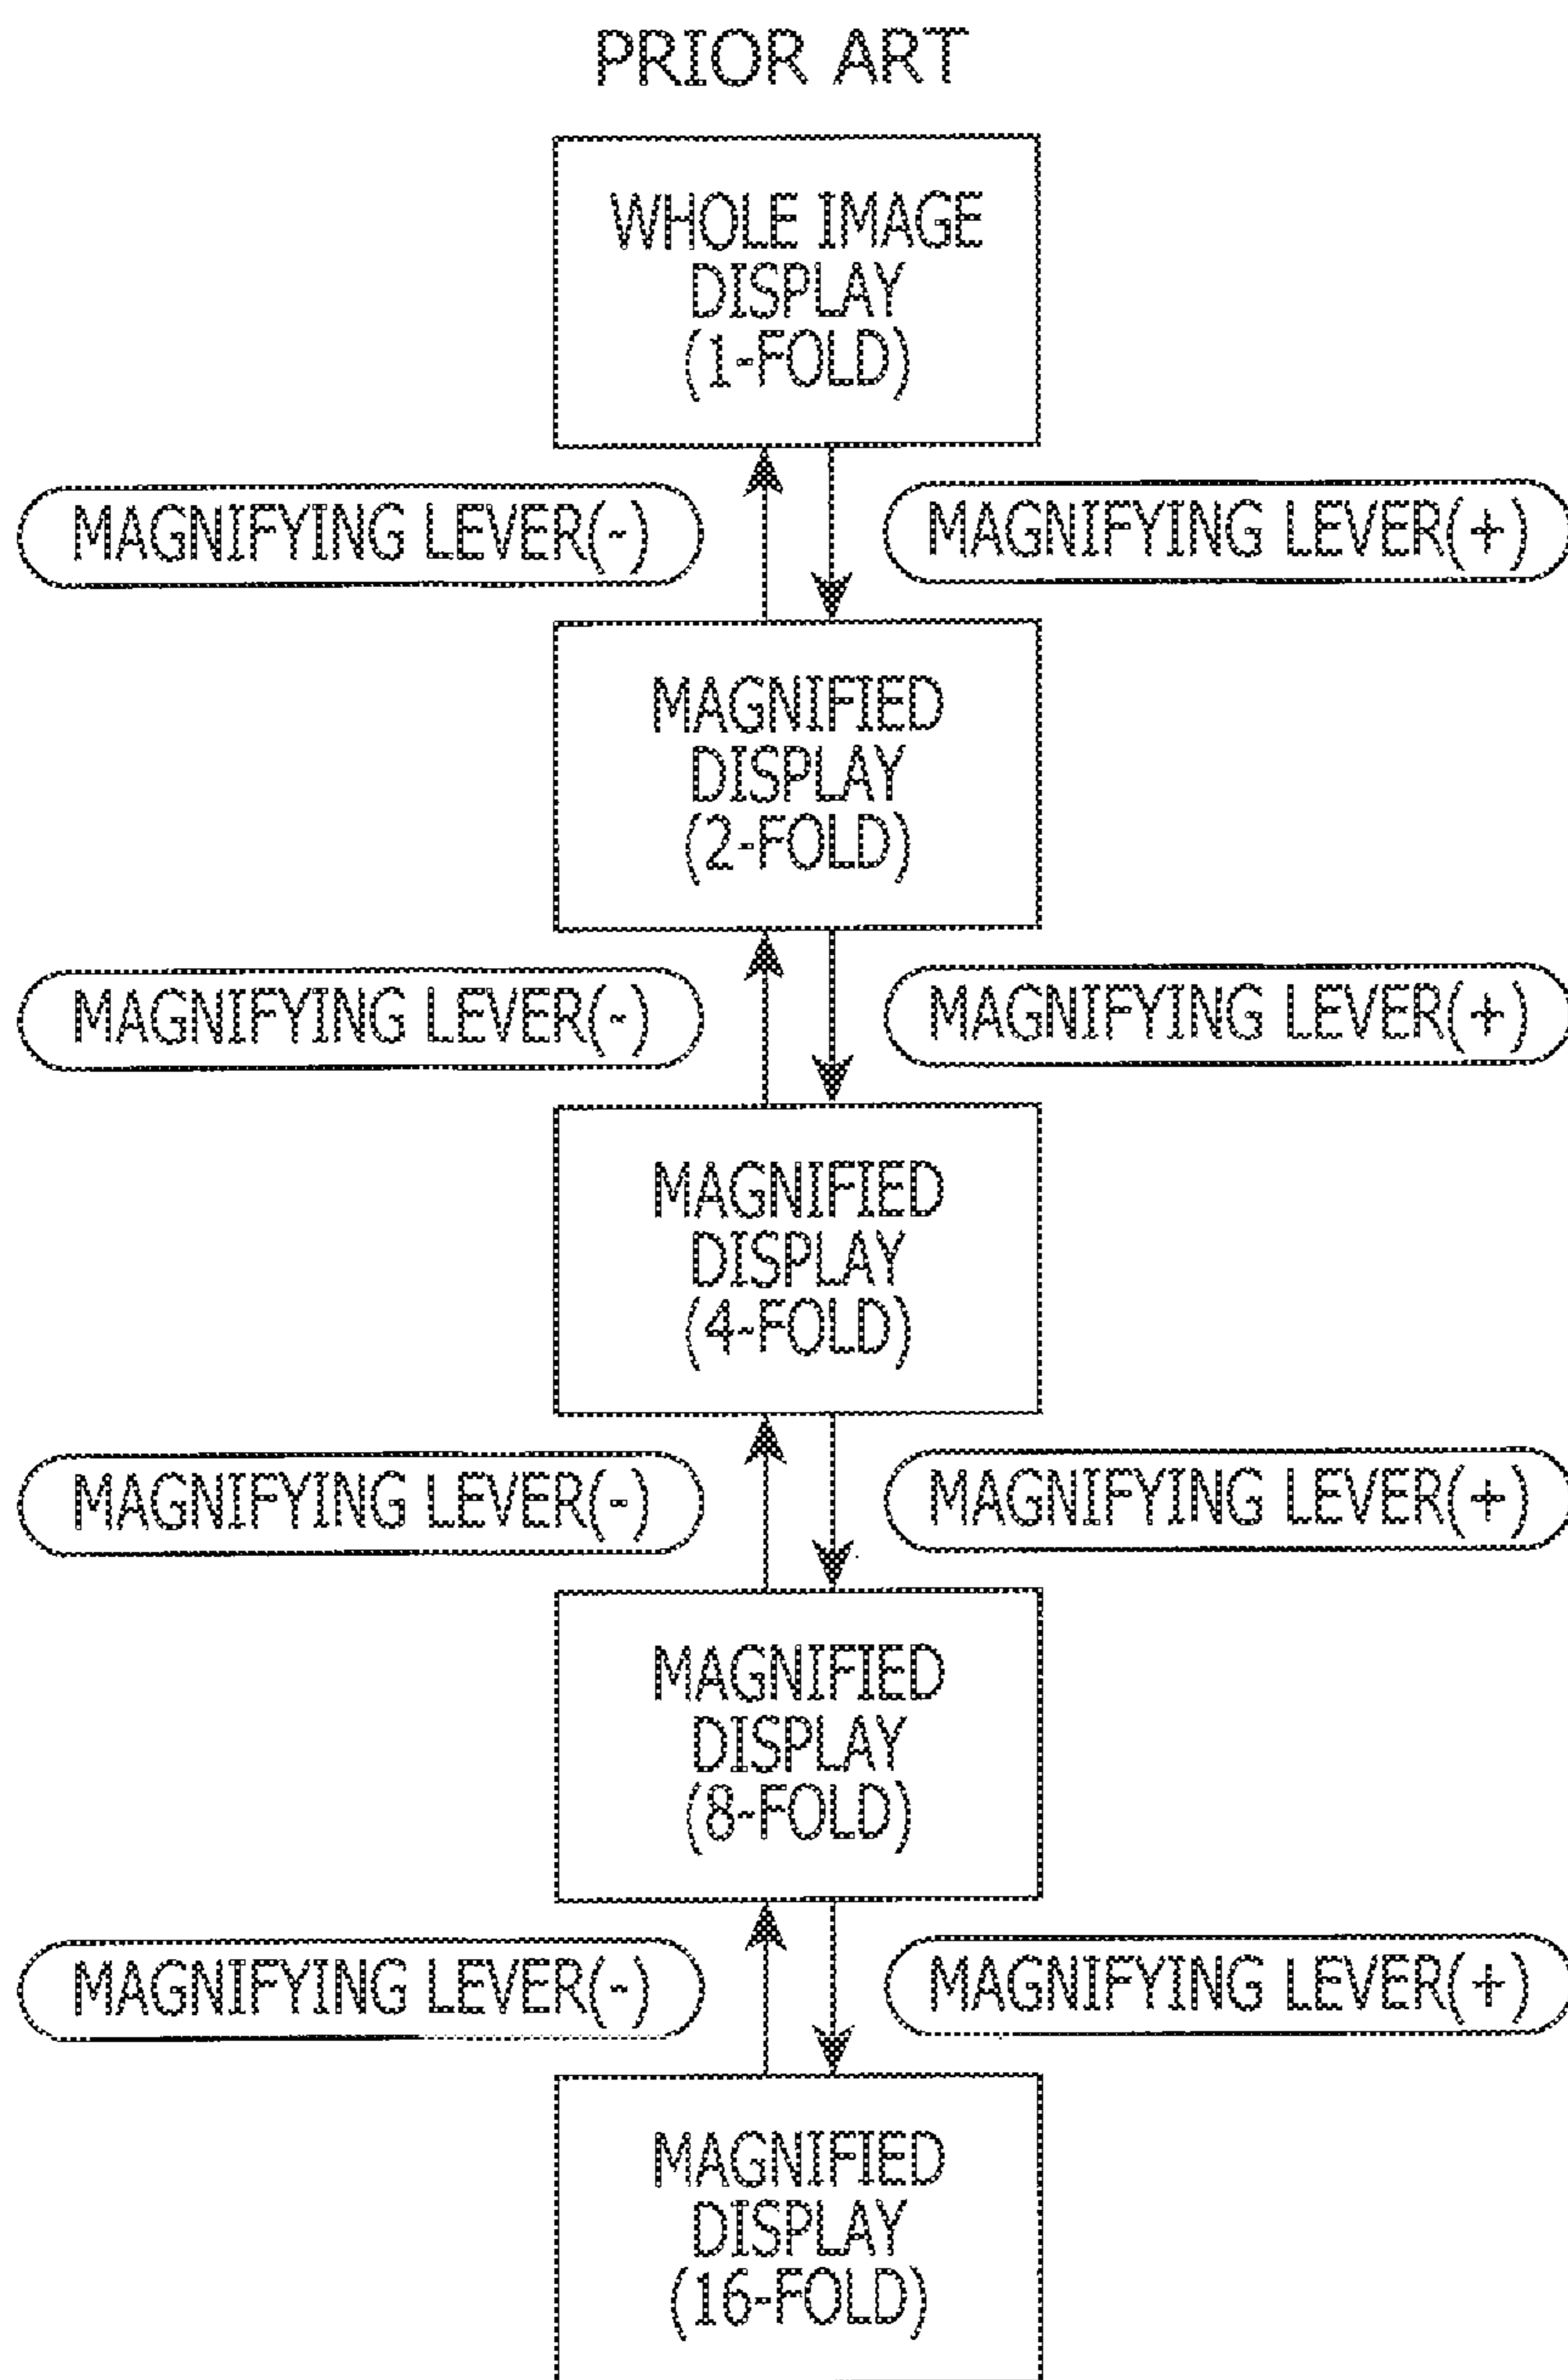 PRIOR ART
WHOLE IMAGE
DISPLAY
(1-FOLD)
MAGNIFYING LEVER(-)
MAGNIFYING LEVER(+)
MAGNIFIED
DISPLAY
(2-FOLD)
MAGNIFYING LEVER(-)
MAGNIFYING LEVER(+)
MAGNIFIED
DISPLAY
(4-FOLD)
MAGNIFYING LEVER(-)
MAGNIFYING LEVER(+)
MAGNIFIED
DISPLAY
(8-FOLD)
MAGNIFYING LEVER(-)
MAGNIFYING LEVER(+)
MAGNIFIED
DISPLAY
(16-FOLD)